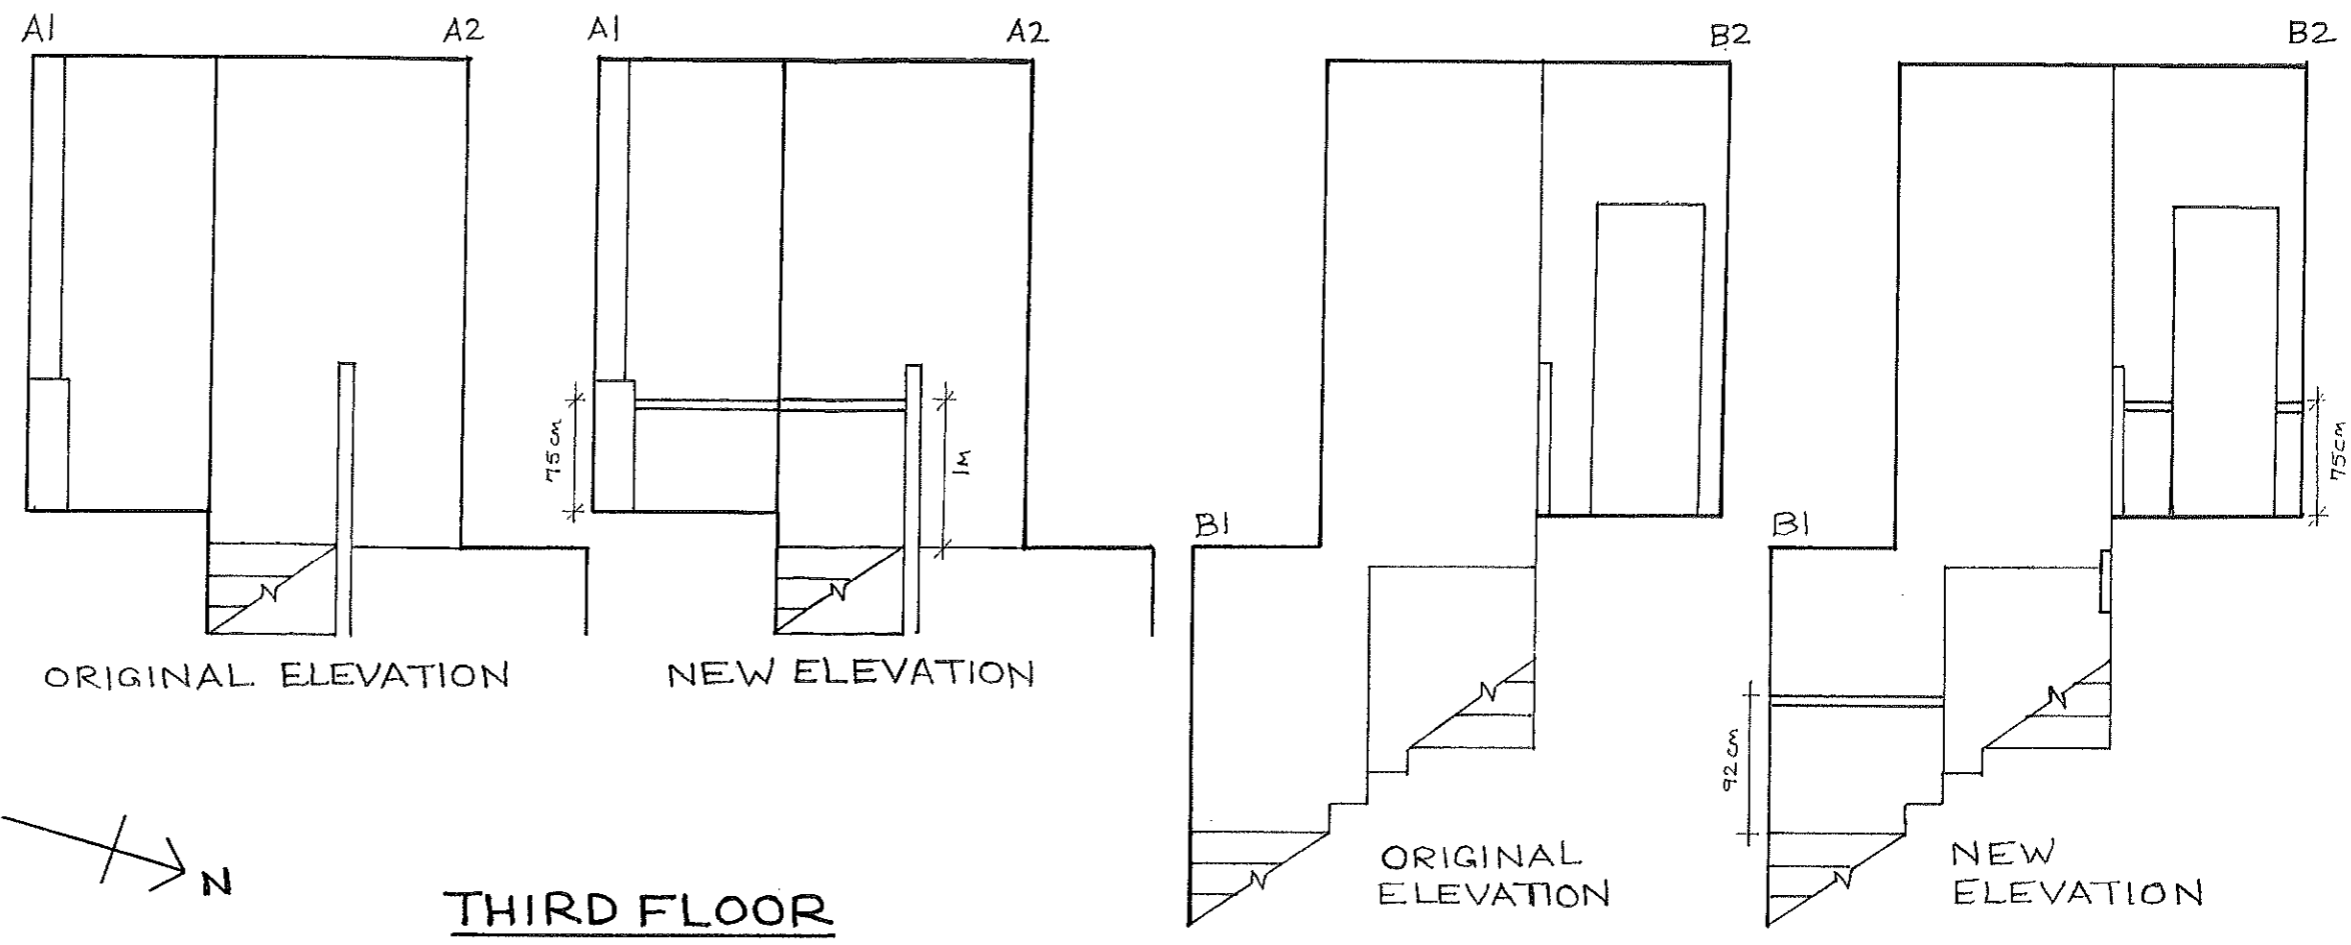 A1
A2
A1
A2
B2
B2
75cm
1M
75cm
B1
B1
92cm
N
N
N
N
N
N
ORIGINAL ELEVATION
NEW ELEVATION
ORIGINAL
ELEVATION
NEW
ELEVATION
N
THIRD FLOOR